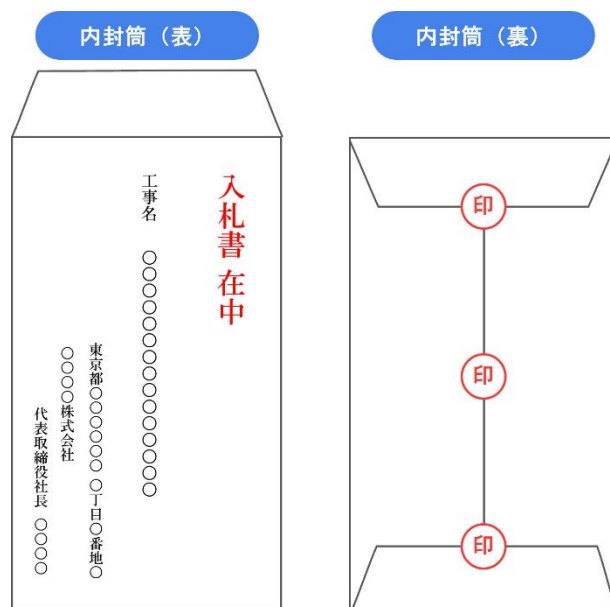 内封筒（表）
入札書 在中
工事名　○○○○○○○○○○○○○○○
東京都○○○○○○ ○丁目○番地○
○○○○株式会社
代表取締役社長 ○○○○
内封筒（裏）
印
印
印